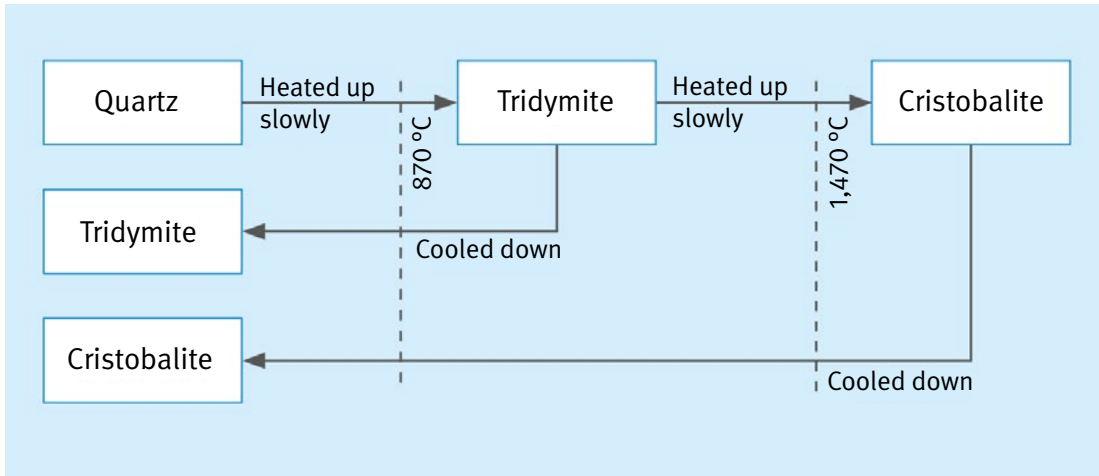 Quartz
Heated up
slowly
870 °C
Tridymite
Heated up
slowly
1,470 °C
Cristobalite
Tridymite
Cooled down
Cristobalite
Cooled down